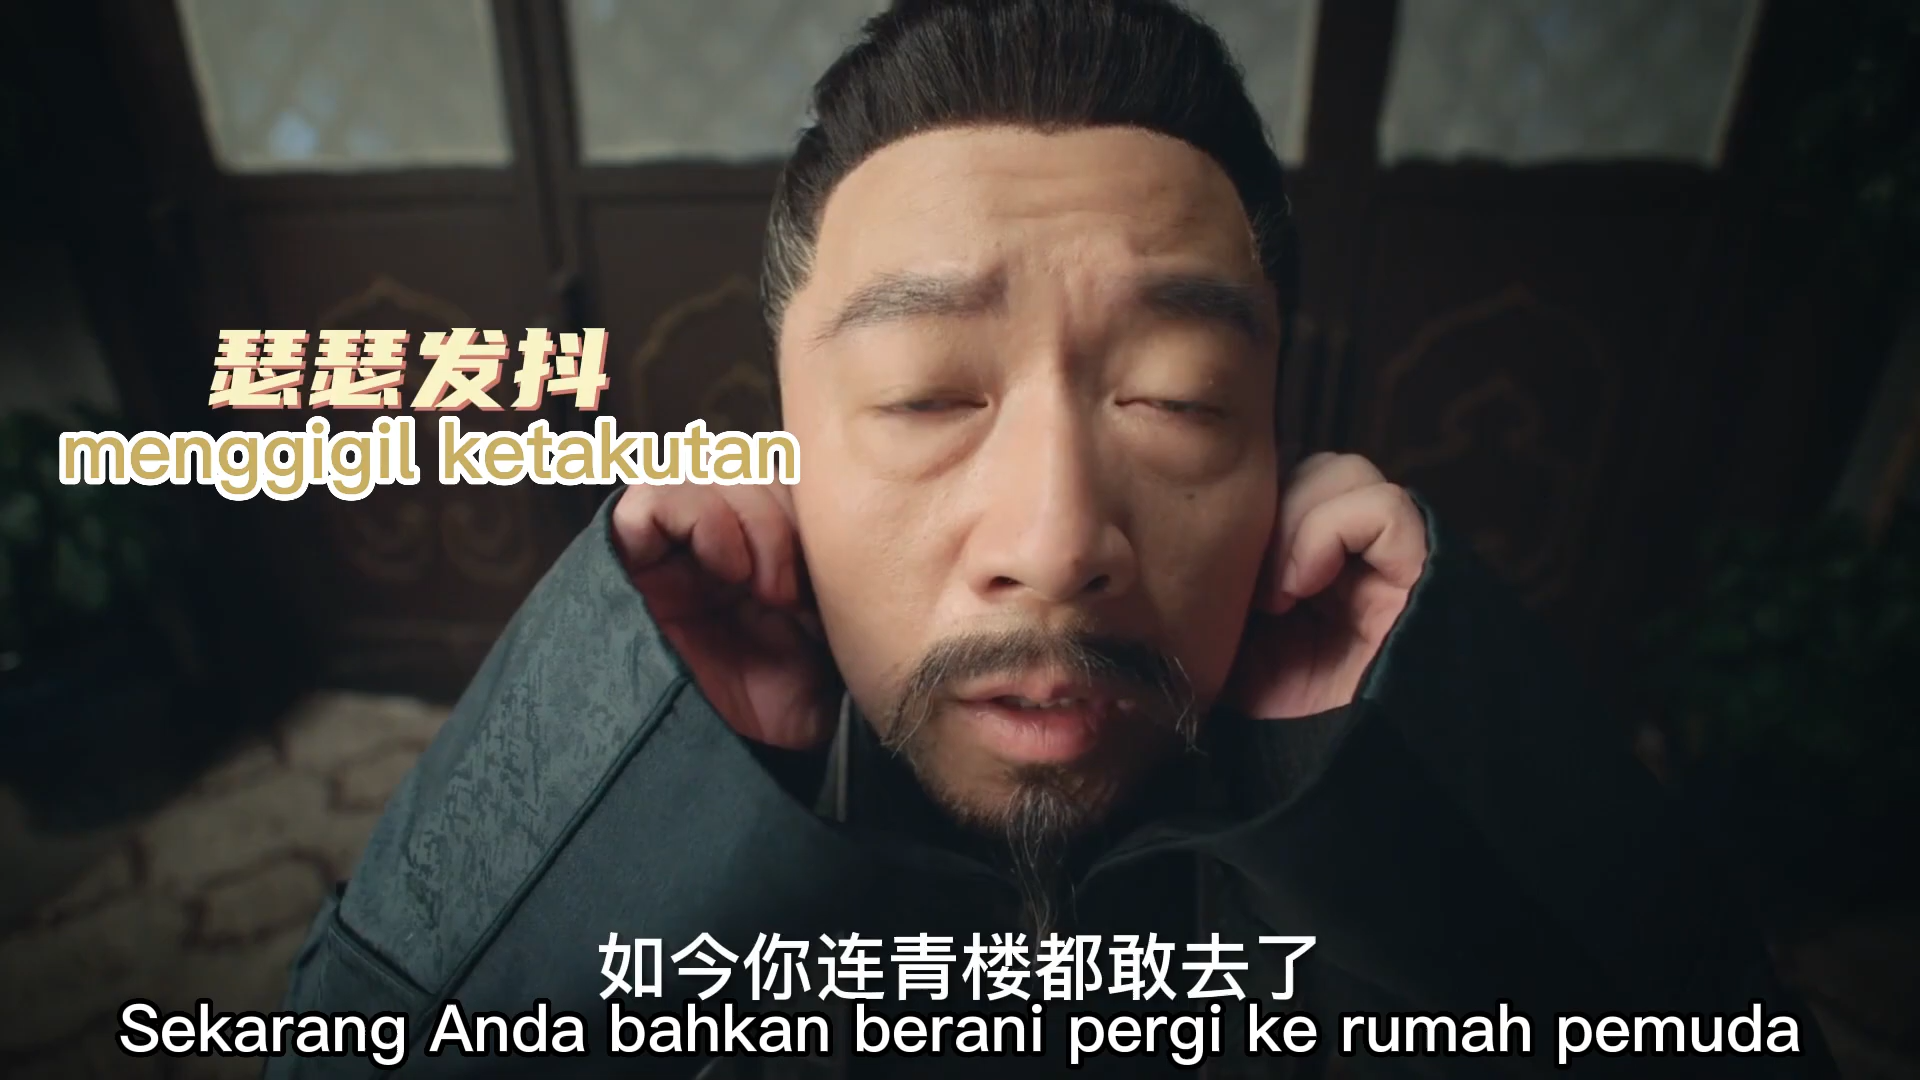 瑟瑟发抖
menggigil ketakutan
如今你连青楼都敢去了
Sekarang Anda bahkan berani pergi ke rumah pemuda